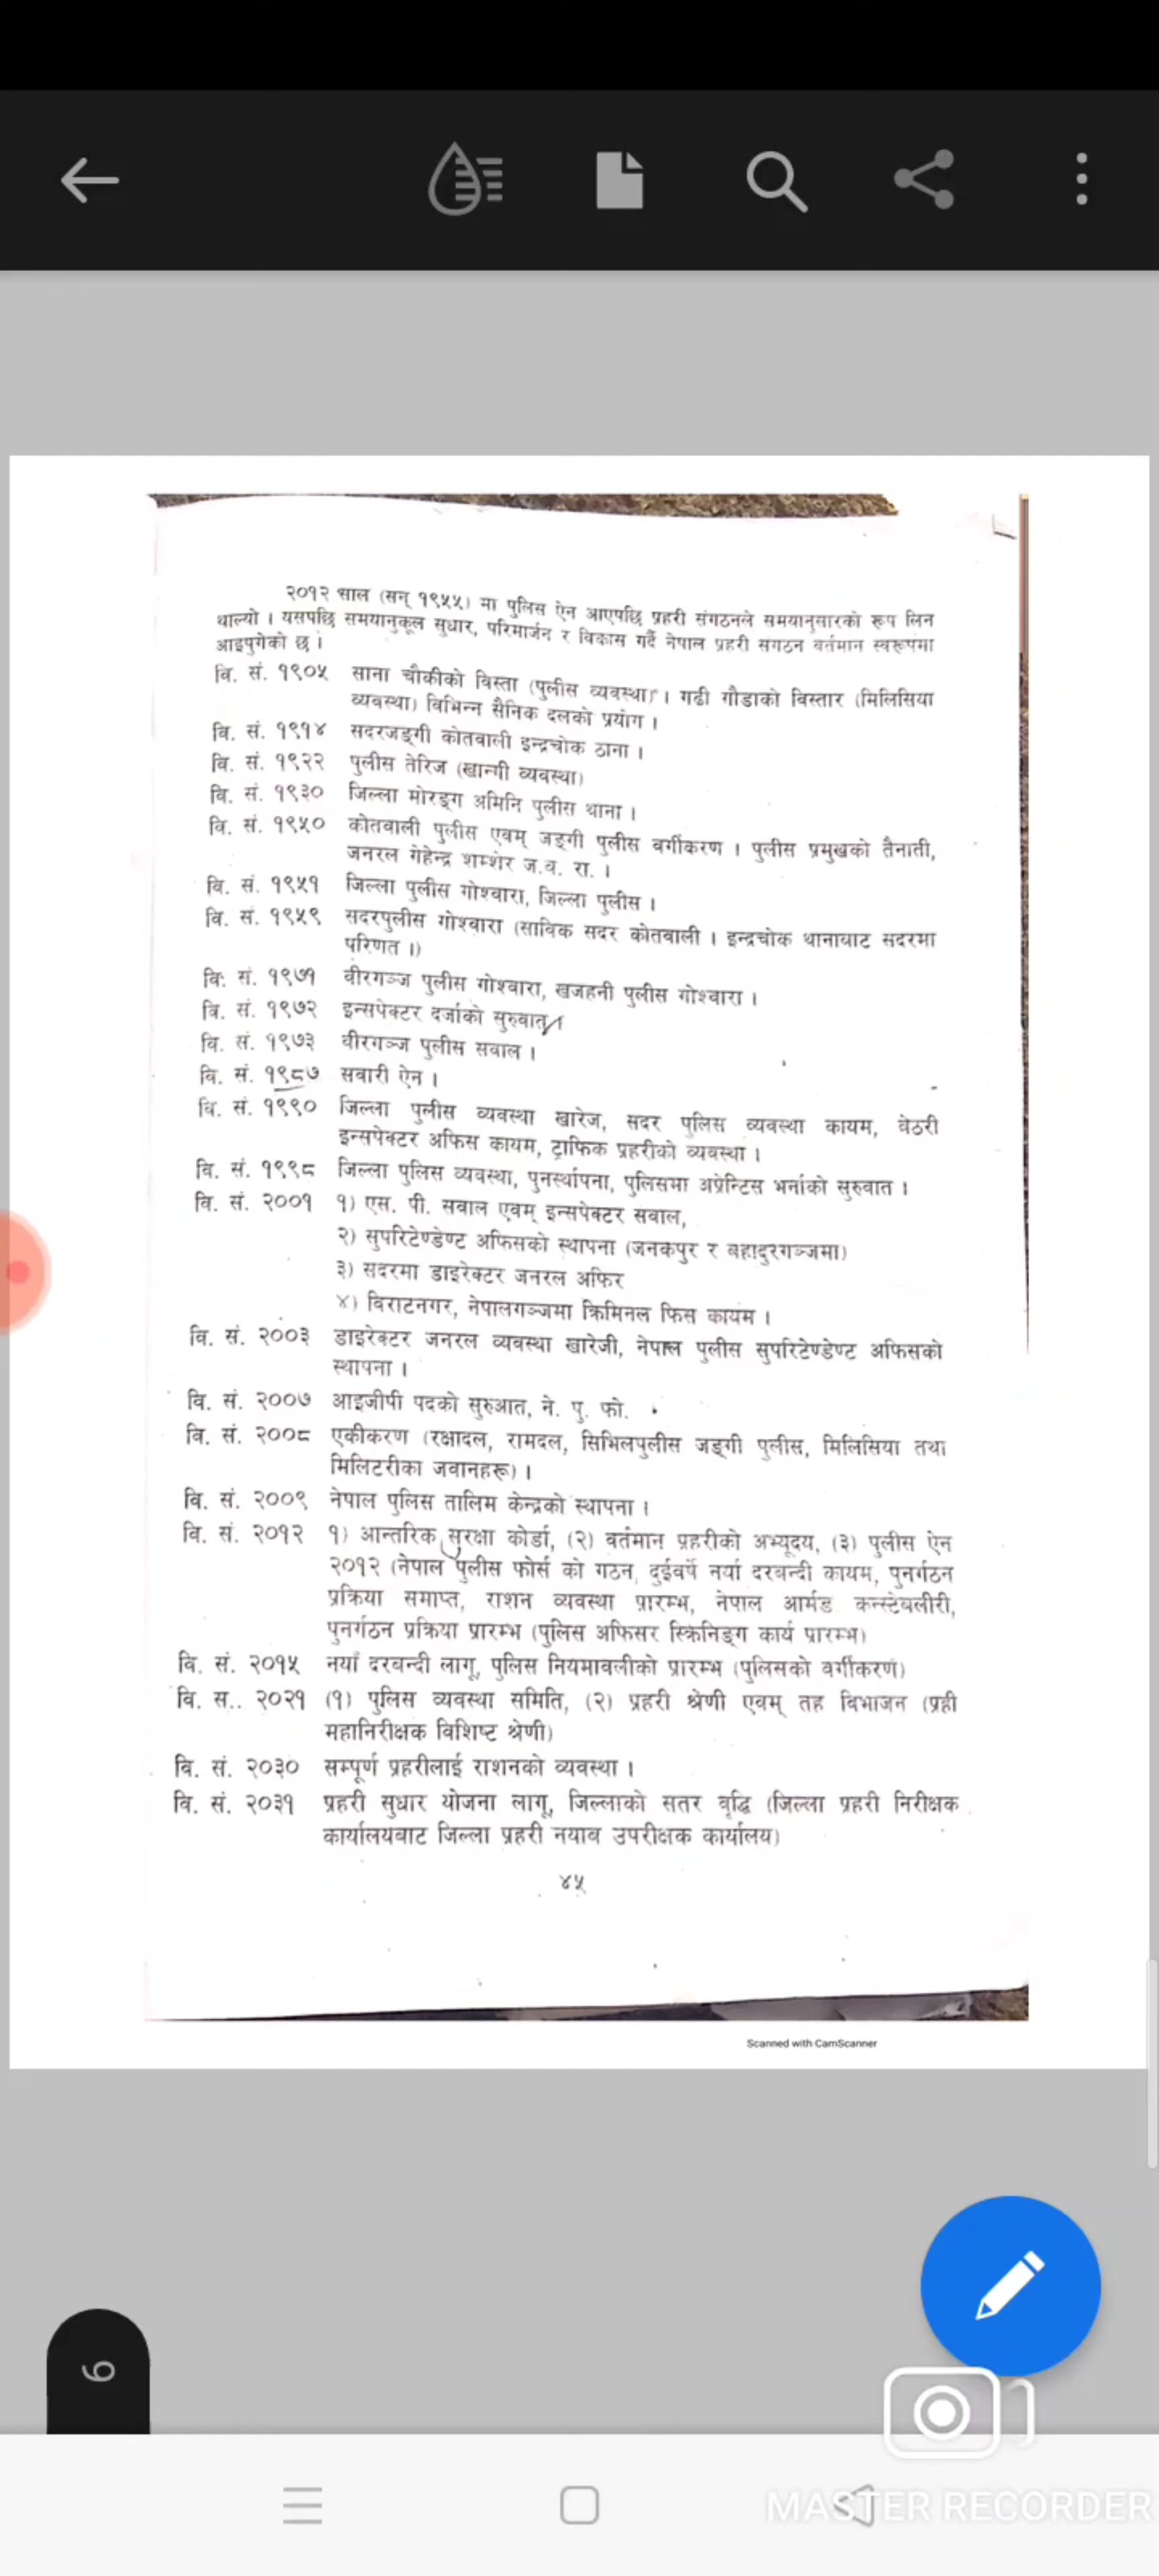 २०१२ साल (सन् १९५५) मा पुलिस ऐन आएपछि प्रहरी संगठनले समयानुसारको रूप लिन
थाल्यो । यसपछि समयानुकूल सुधार, परिमार्जन र विकास गर्दै नेपाल प्रहरी संगठन वर्तमान स्वरूपमा
आइपुगेको छ ।
वि. सं. १९०५ साना चौकीको विस्ता (पुलीस व्यवस्था) । गढी गौडाको विस्तार (मिलिसिया
व्यवस्था) विभिन्न सैनिक दलको प्रयोग ।
वि. सं. १९१४ सदरजङ्गी कोतवाली इन्द्रचोक ठाना ।
वि. सं. १९२२ पुलीस तेरिज (खान्गी व्यवस्था)
वि. सं. १९३० जिल्ला मोरङ्ग अमिनि पुलीस थाना ।
वि. सं. १९५० कोतवाली पुलीस एवम् जङ्गी पुलीस वर्गीकरण । पुलीस प्रमुखको तैनाती,
जनरल गेहेन्द्र शम्शेर ज.व. रा. ।
वि. सं. १९५१ जिल्ला पुलीस गोश्वारा, जिल्ला पुलीस ।
वि. सं. १९५९ सदरपुलीस गोश्वारा (साविक सदर कोतवाली । इन्द्रचोक थानावाट सदरमा
परिणत ।)
वि. सं. १९७१ वीरगञ्ज पुलीस गोश्वारा, खजहनी पुलीस गोश्वारा ।
वि. सं. १९७२ इन्सपेक्टर दर्जाको सुरुवात ।
वि. सं. १९७३ वीरगञ्ज पुलीस सवाल ।
वि. सं. १९८७ सवारी ऐन ।
वि. सं. १९९० जिल्ला पुलीस व्यवस्था खारेज, सदर पुलिस व्यवस्था कायम, वेठरी
इन्सपेक्टर अफिस कायम, ट्राफिक प्रहरीको व्यवस्था ।
वि. सं. १९९८ जिल्ला पुलिस व्यवस्था, पुनर्स्थापना, पुलिसमा अप्रेन्टिस भर्नाको सुरुवात ।
वि. सं. २००१ १) एस. पी. सवाल एवम् इन्सपेक्टर सवाल,
२) सुपरिटेण्डेण्ट अफिसको स्थापना (जनकपुर र बहादुरगञ्जमा)
३) सदरमा डाइरेक्टर जनरल अफिर
४) विराटनगर, नेपालगञ्जमा क्रिमिनल फिस कायम ।
वि. सं. २००३ डाइरेक्टर जनरल व्यवस्था खारेजी, नेपाल पुलीस सुपरिटेण्डेण्ट अफिसको
स्थापना ।
वि. सं. २००७ आइजीपी पदको सुरुआत, ने. पु. फो.
वि. सं. २००८ एकीकरण (रक्षादल, रामदल, सिभिलपुलीस जङ्गी पुलीस, मिलिसिया तथा
मिलिटरीका जवानहरू) ।
वि. सं. २००९ नेपाल पुलिस तालिम केन्द्रको स्थापना ।
वि. सं. २०१२ १) आन्तरिक सुरक्षा कोर्डा, (२) वर्तमान प्रहरीको अभ्यूदय, (३) पुलीस ऐन
२०१२ (नेपाल पुलीस फोर्स को गठन, दुईवर्षे नयाँ दरबन्दी कायम, पुनर्गठन
प्रक्रिया समाप्त, राशन व्यवस्था प्रारम्भ, नेपाल आर्मड कन्स्टेबलीरी,
पुनर्गठन प्रक्रिया प्रारम्भ (पुलिस अफिसर स्क्रिनिङ्ग कार्य प्रारम्भ)
वि. सं. २०१५ नयाँ दरबन्दी लागू, पुलिस नियमावलीको प्रारम्भ (पुलिसको वर्गीकरण)
वि. स.. २०२१ (१) पुलिस व्यवस्था समिति, (२) प्रहरी श्रेणी एवम् तह विभाजन (प्रही
महानिरीक्षक विशिष्ट श्रेणी)
वि. सं. २०३० सम्पूर्ण प्रहरीलाई राशनको व्यवस्था ।
वि. सं. २०३१ प्रहरी सुधार योजना लागू, जिल्लाको सतर बृद्धि (जिल्ला प्रहरी निरीक्षक
कार्यालयबाट जिल्ला प्रहरी नयाब उपरीक्षक कार्यालय)
४५
Scanned with CamScanner
6
MASTER RECORDER